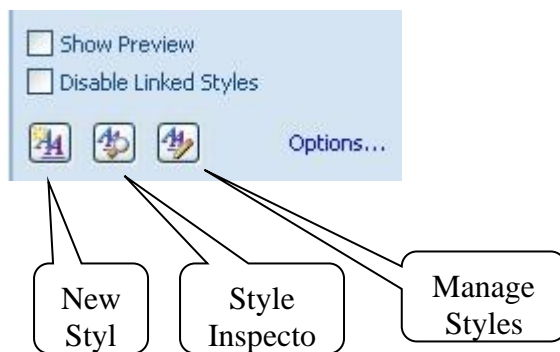 Show Preview
Disable Linked Styles
Options...
New
Styl
Style
Inspecto
Manage
Styles